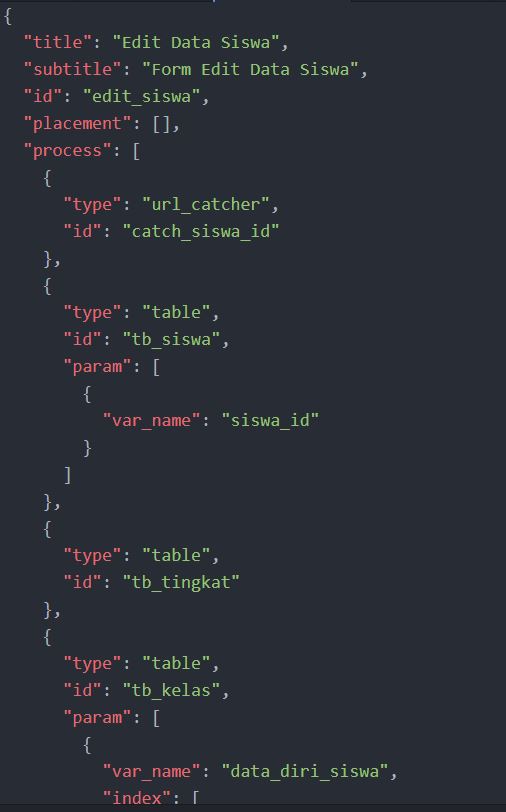 {
  "title": "Edit Data Siswa",
  "subtitle": "Form Edit Data Siswa",
  "id": "edit_siswa",
  "placement": [],
  "process": [
    {
      "type": "url_catcher",
      "id": "catch_siswa_id"
    },
    {
      "type": "table",
      "id": "tb_siswa",
      "param": [
        {
          "var_name": "siswa_id"
        }
      ]
    },
    {
      "type": "table",
      "id": "tb_tingkat"
    },
    {
      "type": "table",
      "id": "tb_kelas",
      "param": [
        {
          "var_name": "data_diri_siswa",
          "index": [